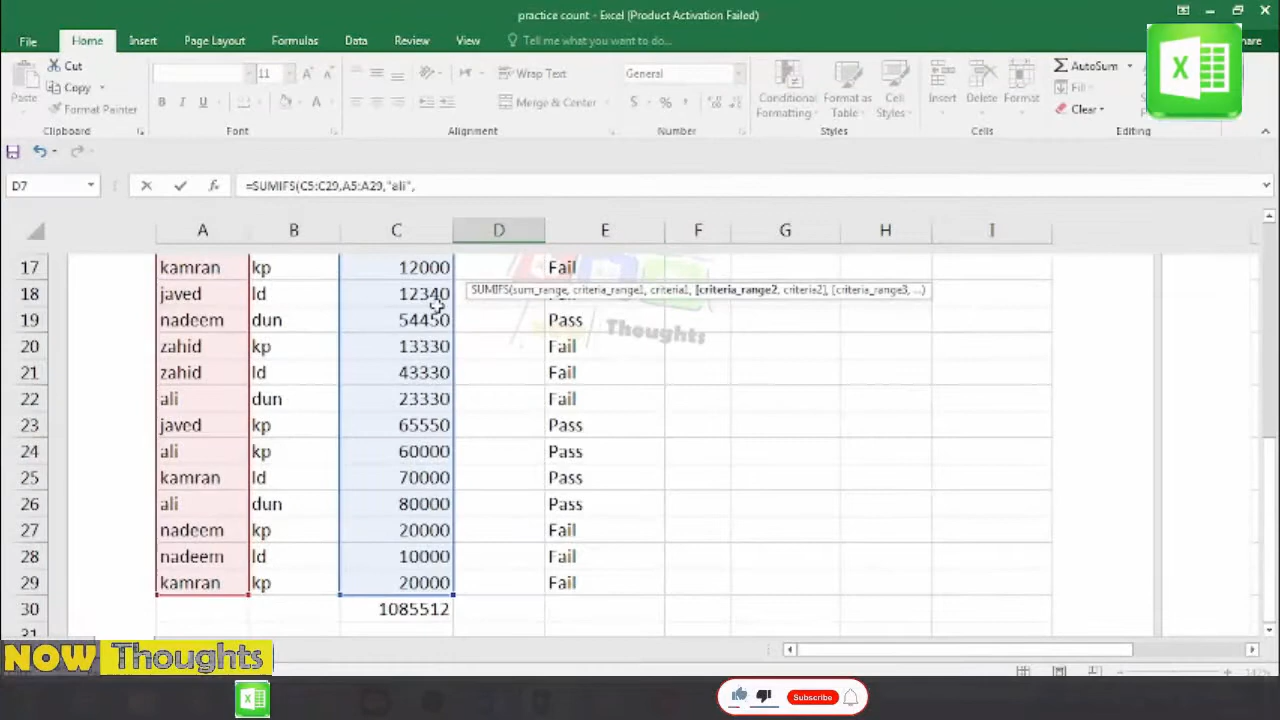 practice count - Excel (Product Activation Failed)
File Home Insert Page Layout Formulas Data Review View Tell me what you want to do...
Cut
Copy
Format Painter
Paste
11
Wrap Text
Merge & Center
General
Conditional Formatting
Format as Table
Cell Styles
Insert Delete Format
AutoSum
Fill
Clear
Clipboard Font Alignment Number Styles Cells Editing
D7 =SUMIFS(C5:C29,A5:A29,"ali",
A B C D E F G H I
17 kamran kp 12000 Fail
18 javed ld 12340
SUMIFS(sum_range, criteria_range1, criteria1, [criteria_range2, criteria2], [criteria_range3, ...)
19 nadeem dun 54450 Pass
Thoughts
20 zahid kp 13330 Fail
21 zahid ld 43330 Fail
22 ali dun 23330 Fail
23 javed kp 65550 Pass
24 ali kp 60000 Pass
25 kamran ld 70000 Pass
26 ali dun 80000 Pass
27 nadeem kp 20000 Fail
28 nadeem ld 10000 Fail
29 kamran kp 20000 Fail
30 1085512
31
NOW Thoughts
Subscribe